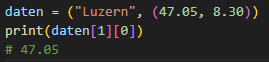 daten = ("Luzern", (47.05, 8.30))
print(daten[1][0])
# 47.05